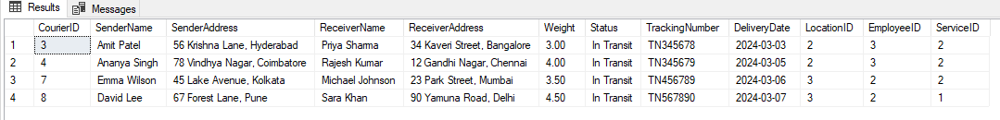 Results Messages
CourierID SenderName SenderAddress ReceiverName ReceiverAddress Weight Status TrackingNumber DeliveryDate LocationID EmployeeID ServiceID
1 3 Amit Patel 56 Krishna Lane, Hyderabad Priya Sharma 34 Kaveri Street, Bangalore 3.00 In Transit TN345678 2024-03-03 2 3 2
2 4 Ananya Singh 78 Vindhya Nagar, Coimbatore Rajesh Kumar 12 Gandhi Nagar, Chennai 4.00 In Transit TN345679 2024-03-05 2 3 2
3 7 Emma Wilson 45 Lake Avenue, Kolkata Michael Johnson 23 Park Street, Mumbai 3.50 In Transit TN456789 2024-03-06 3 2 2
4 8 David Lee 67 Forest Lane, Pune Sara Khan 90 Yamuna Road, Delhi 4.50 In Transit TN567890 2024-03-07 3 2 1